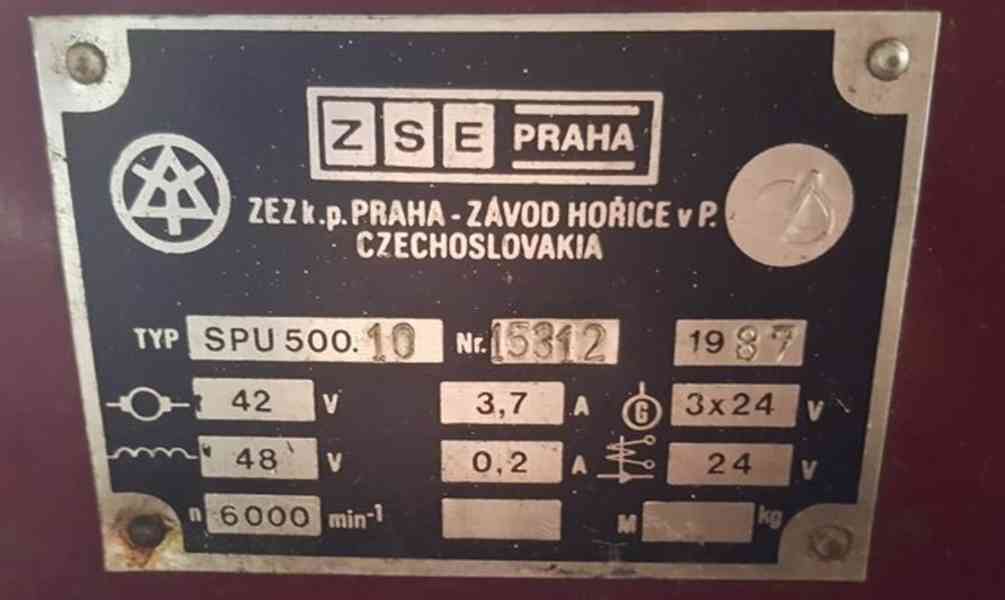 ZSE PRAHA
ZEZ k.p. PRAHA - ZÁVOD HOŘICE v P.
CZECHOSLOVAKIA
TYP SPU 500.10 Nr. 15312 1987
42 V 3,7 A G 3x24 V
48 V 0,2 A 24 V
n 6000 min-1 M kg